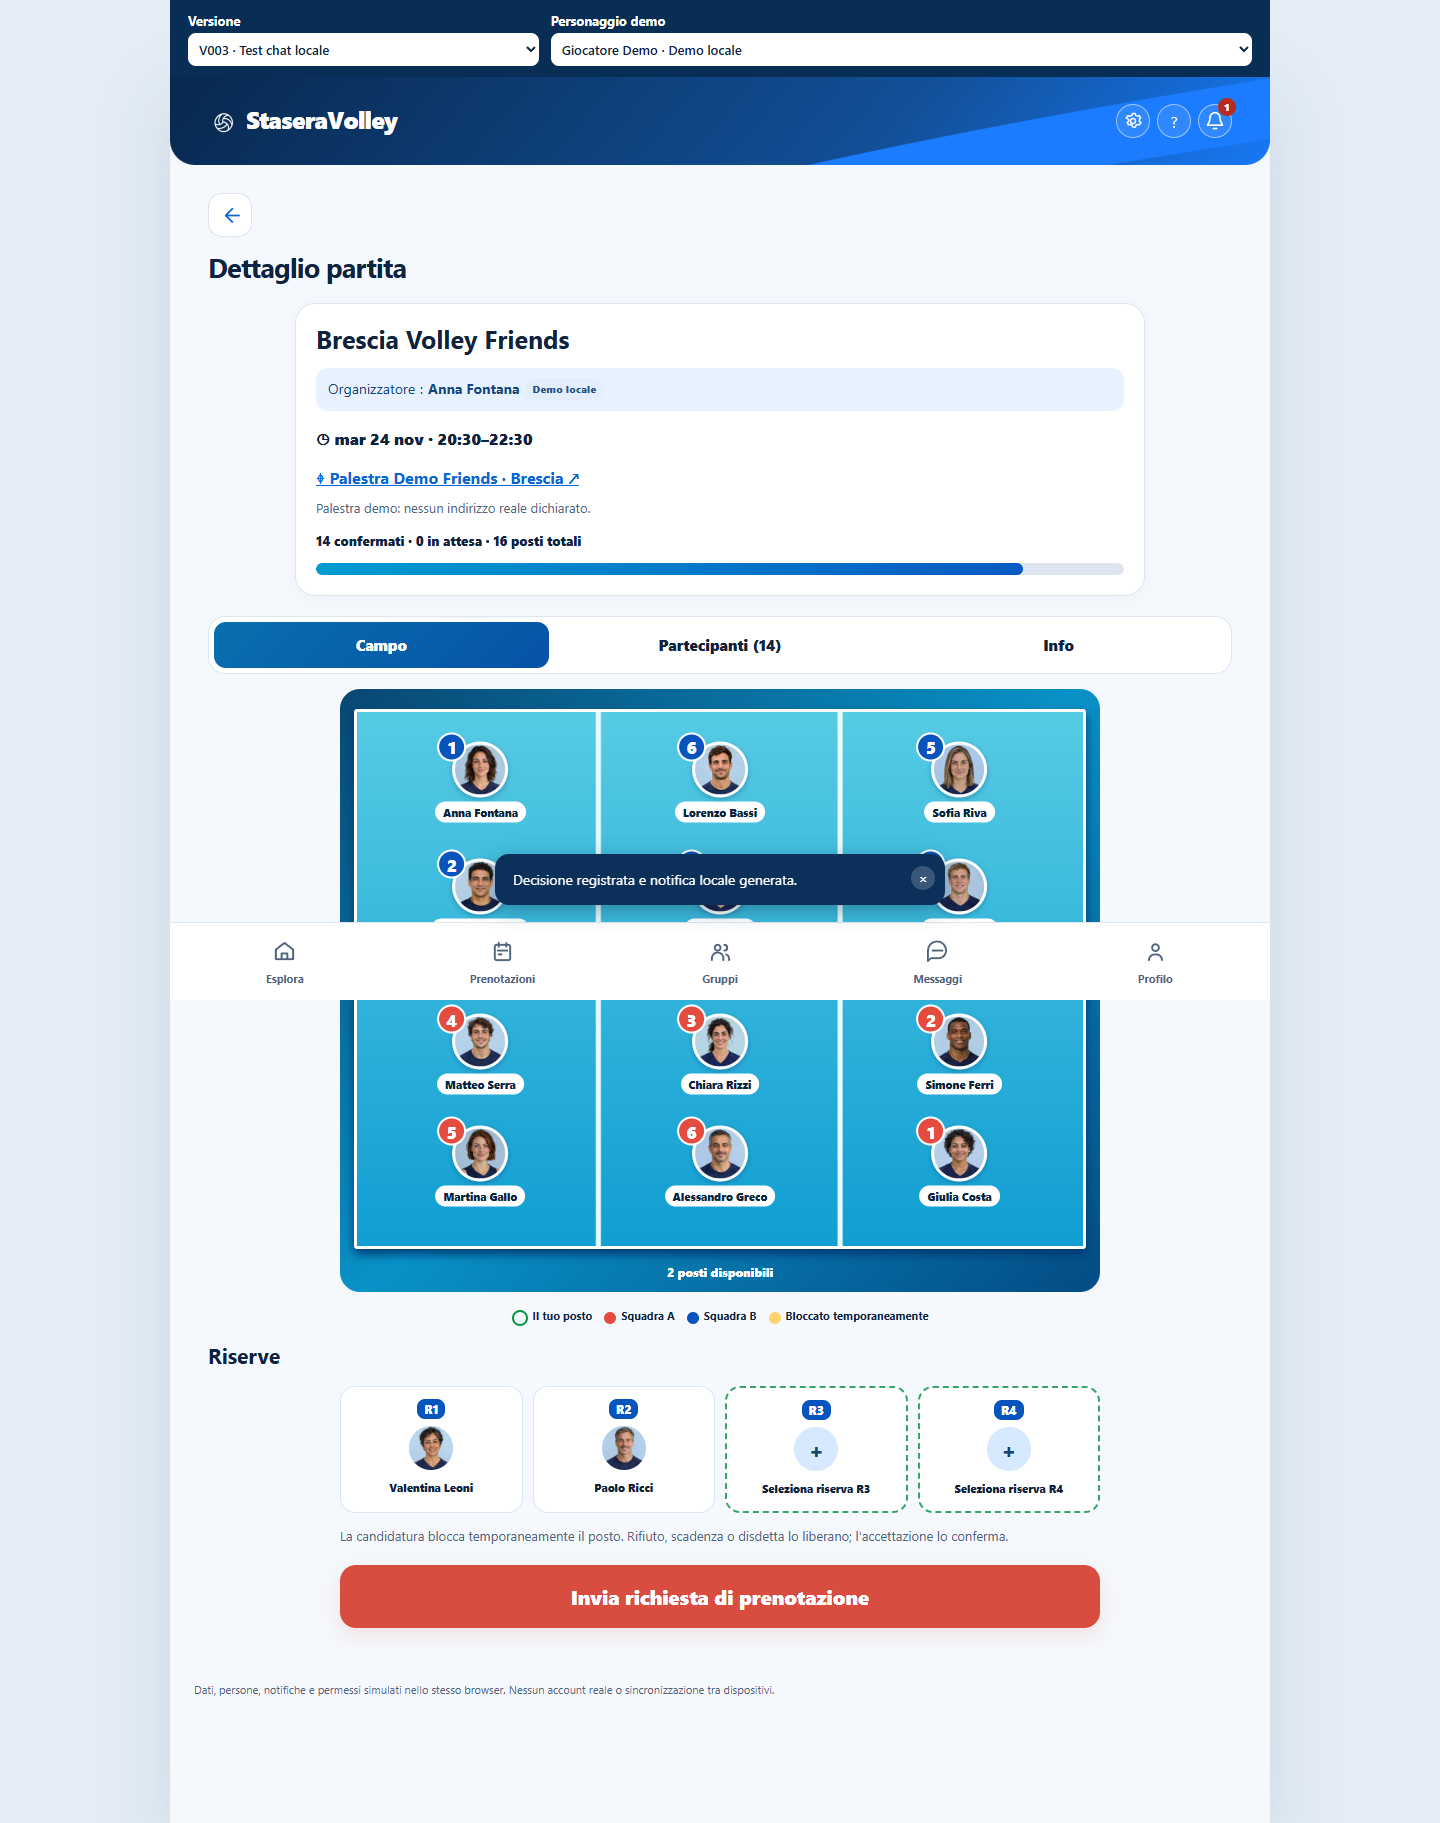 Versione
Personaggio demo
V003 · Test chat locale
Giocatore Demo · Demo locale
StaseraVolley
?
1
Dettaglio partita
Brescia Volley Friends
Organizzatore : Anna Fontana Demo locale
mar 24 nov · 20:30–22:30
Palestra Demo Friends · Brescia ↗
Palestra demo: nessun indirizzo reale dichiarato.
14 confermati · 0 in attesa · 16 posti totali
Campo
Partecipanti (14)
Info
1
6
5
Anna Fontana
Lorenzo Bassi
Sofia Riva
2
Decisione registrata e notifica locale generata.
×
Esplora
Prenotazioni
Gruppi
Messaggi
Profilo
4
3
2
Matteo Serra
Chiara Rizzi
Simone Ferri
5
6
1
Martina Gallo
Alessandro Greco
Giulia Costa
2 posti disponibili
Il tuo posto
Squadra A
Squadra B
Bloccato temporaneamente
Riserve
R1
R2
R3
R4
+
+
Valentina Leoni
Paolo Ricci
Seleziona riserva R3
Seleziona riserva R4
La candidatura blocca temporaneamente il posto. Rifiuto, scadenza o disdetta lo liberano; l'accettazione lo conferma.
Invia richiesta di prenotazione
Dati, persone, notifiche e permessi simulati nello stesso browser. Nessun account reale o sincronizzazione tra dispositivi.